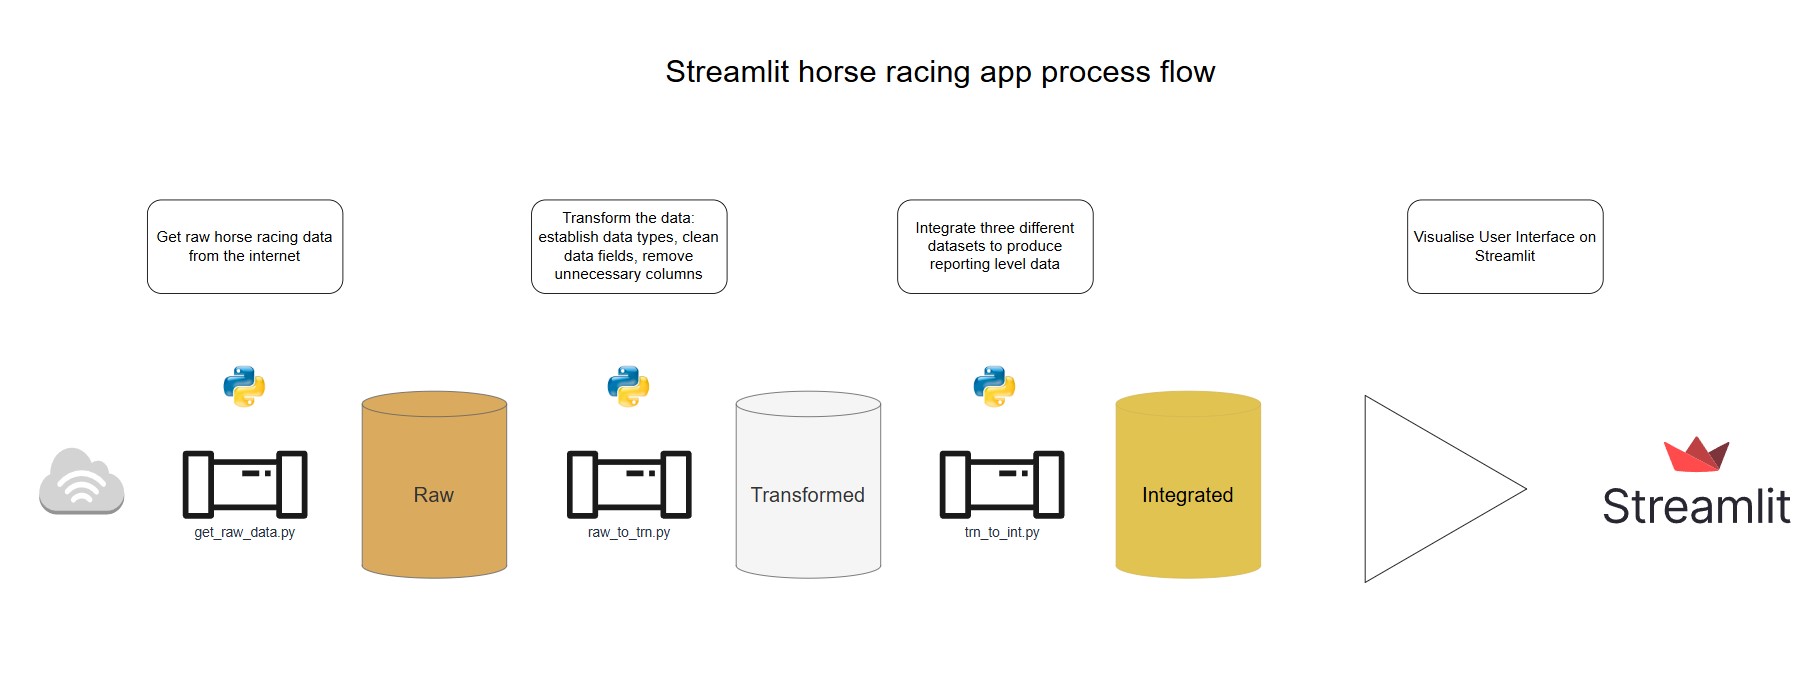 Streamlit horse racing app process flow
Get raw horse racing data
from the internet
Transform the data:
establish data types, clean
data fields, remove
unnecessary columns
Integrate three different
datasets to produce
reporting level data
Visualise User Interface on
Streamlit
get_raw_data.py
Raw
raw_to_trn.py
Transformed
trn_to_int.py
Integrated
Streamlit